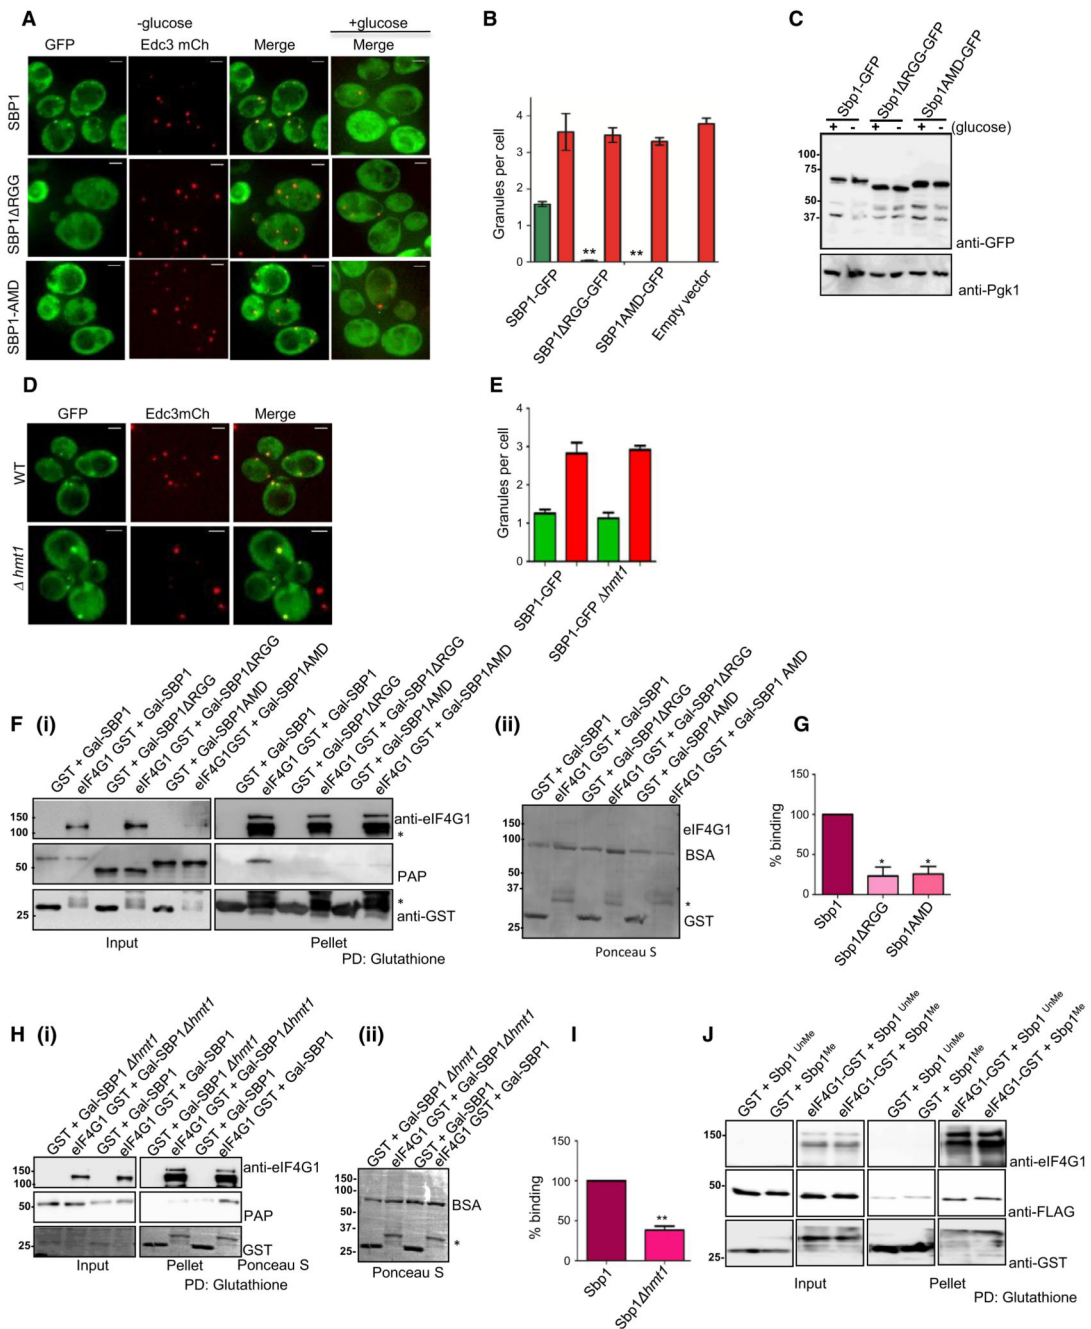 A
-glucose
+glucose
GFP
Edc3 mCh
Merge
Merge
SBP1
SBP1ΔRGG
SBP1-AMD
B
Granules per cell
4
3
2
1
0
**
**
SBP1-GFP
SBP1ΔRGG-GFP
SBP1AMD-GFP
Empty vector
C
Sbp1-GFP
Sbp1ΔRGG-GFP
Sbp1AMD-GFP
+ - + - + - (glucose)
100-
75-
50-
37-
anti-GFP
anti-Pgk1
D
GFP
Edc3mCh
Merge
WT
Δ hmt1
E
Granules per cell
4
3
2
1
0
SBP1-GFP
SBP1-GFP Δhmt1
F (i)
GST + Gal-SBP1
eIF4G1 GST + Gal-SBP1
GST + Gal-SBP1ΔRGG
eIF4G1 GST + Gal-SBP1ΔRGG
GST + Gal-SBP1AMD
eIF4G1GST + Gal-SBP1AMD
GST + Gal-SBP1
eIF4G1 GST + Gal-SBP1
GST + Gal-SBP1ΔRGG
eIF4G1 GST + Gal-SBP1ΔRGG
GST + Gal-SBP1AMD
eIF4G1 GST + Gal-SBP1AMD
150-
100-
anti-eIF4G1
*
50-
PAP
25-
*
*
anti-GST
Input
Pellet
PD: Glutathione
(ii)
GST + Gal-SBP1
eIF4G1 GST + Gal-SBP1
GST + Gal-SBP1ΔRGG
eIF4G1 GST + Gal-SBP1ΔRGG
GST + Gal-SBP1AMD
eIF4G1 GST + Gal-SBP1 AMD
150-
100-
50-
37-
25-
eIF4G1
BSA
*
GST
Ponceau S
G
% binding
150
100
50
0
*
*
Sbp1
Sbp1ΔRGG
Sbp1AMD
H (i)
GST + Gal-SBP1 Δhmt1
eIF4G1 GST + Gal-SBP1Δhmt1
GST + Gal-SBP1
eIF4G1 GST + Gal-SBP1
GST + Gal-SBP1 Δhmt1
eIF4G1 GST + Gal-SBP1Δhmt1
GST + Gal-SBP1
eIF4G1 GST + Gal-SBP1
150-
100-
anti-eIF4G1
50-
PAP
25-
GST
Input
Pellet
Ponceau S
PD: Glutathione
(ii)
GST + Gal-SBP1 Δhmt1
eIF4G1 GST + Gal-SBP1Δhmt1
GST + Gal-SBP1
eIF4G1 GST + Gal-SBP1
150-
100-
50-
37-
25-
BSA
*
Ponceau S
I
% binding
150
100
50
0
**
Sbp1
Sbp1Δhmt1
J
GST + Sbp1 UnMe
GST + Sbp1Me
eIF4G1-GST + Sbp1 UnMe
eIF4G1-GST + Sbp1Me
GST + Sbp1 UnMe
GST + Sbp1Me
eIF4G1-GST + Sbp1 UnMe
eIF4G1-GST + Sbp1Me
150-
anti-eIF4G1
50-
anti-FLAG
25-
anti-GST
Input
Pellet
PD: Glutathione